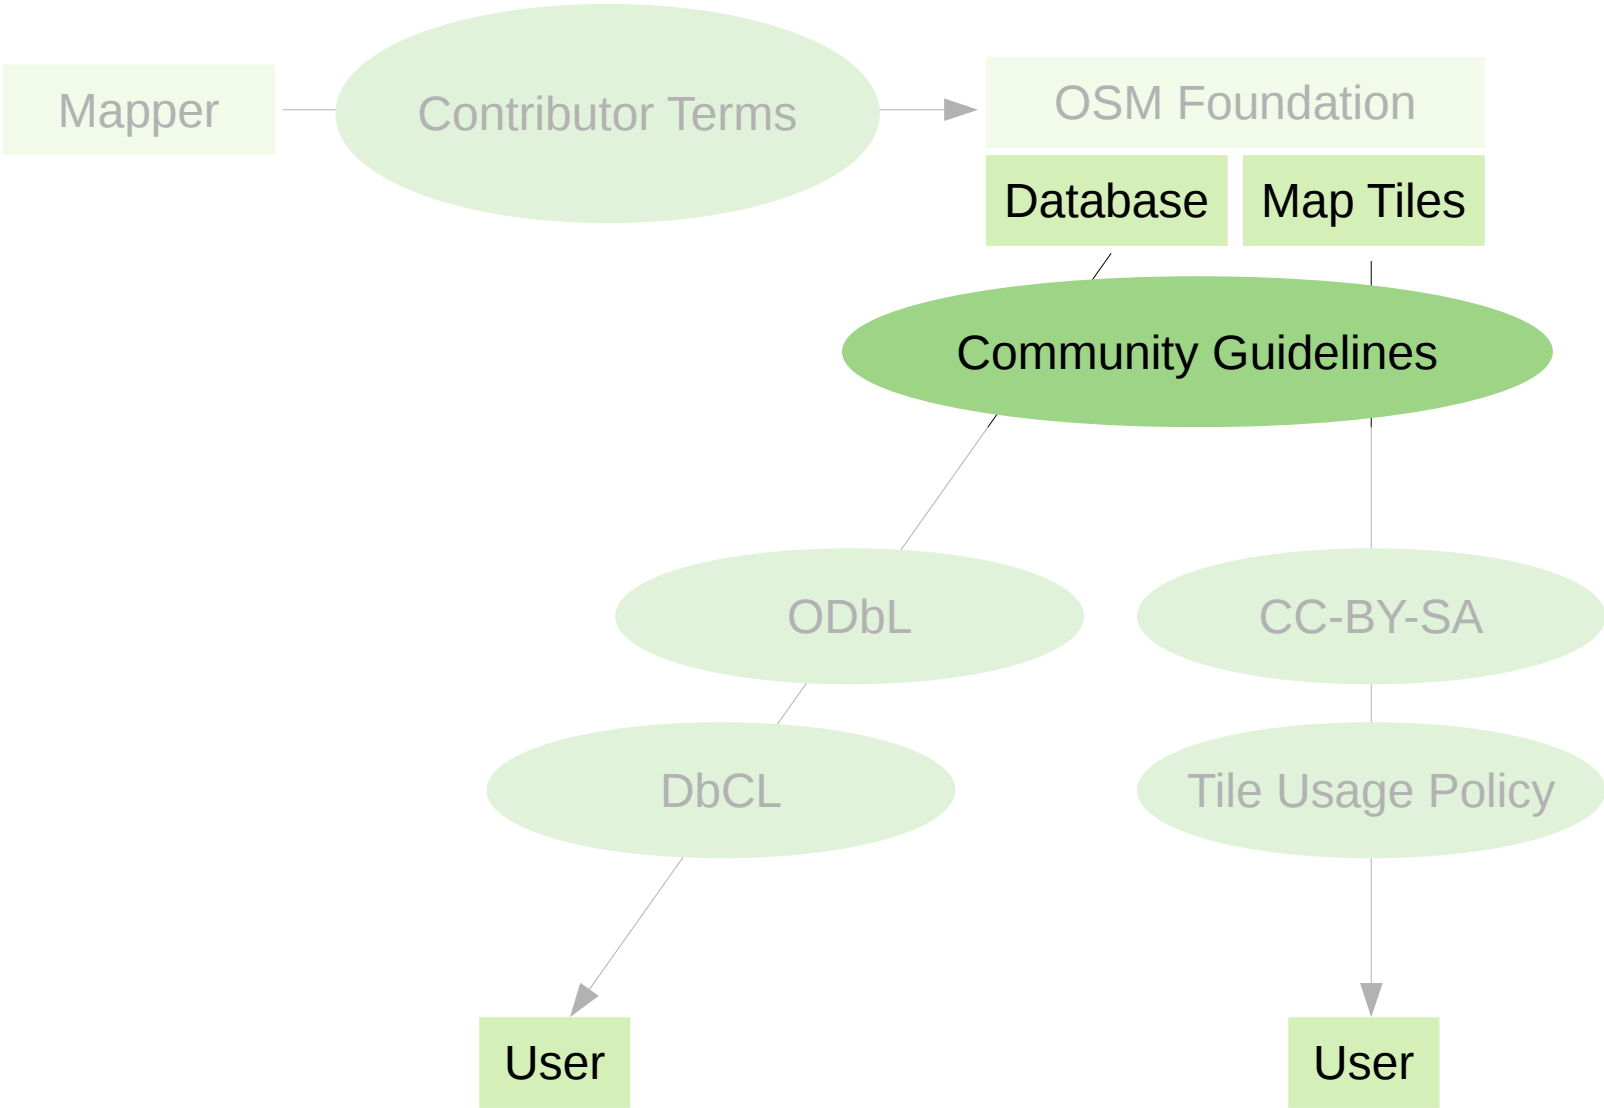 Mapper
Contributor Terms
OSM Foundation
Database
Map Tiles
Community Guidelines
ODbL
CC-BY-SA
DbCL
Tile Usage Policy
User
User